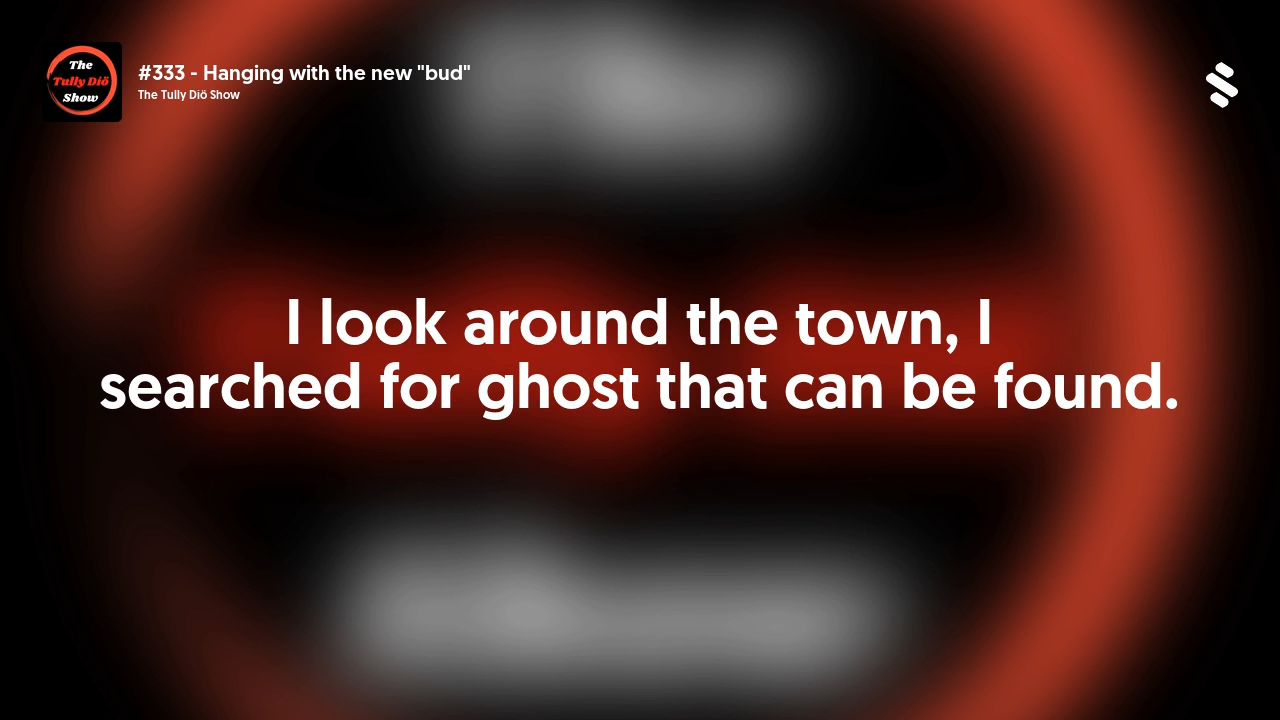 The
Tully Diö
Show
#333 - Hanging with the new "bud"
The Tully Diö Show
I look around the town, I
searched for ghost that can be found.